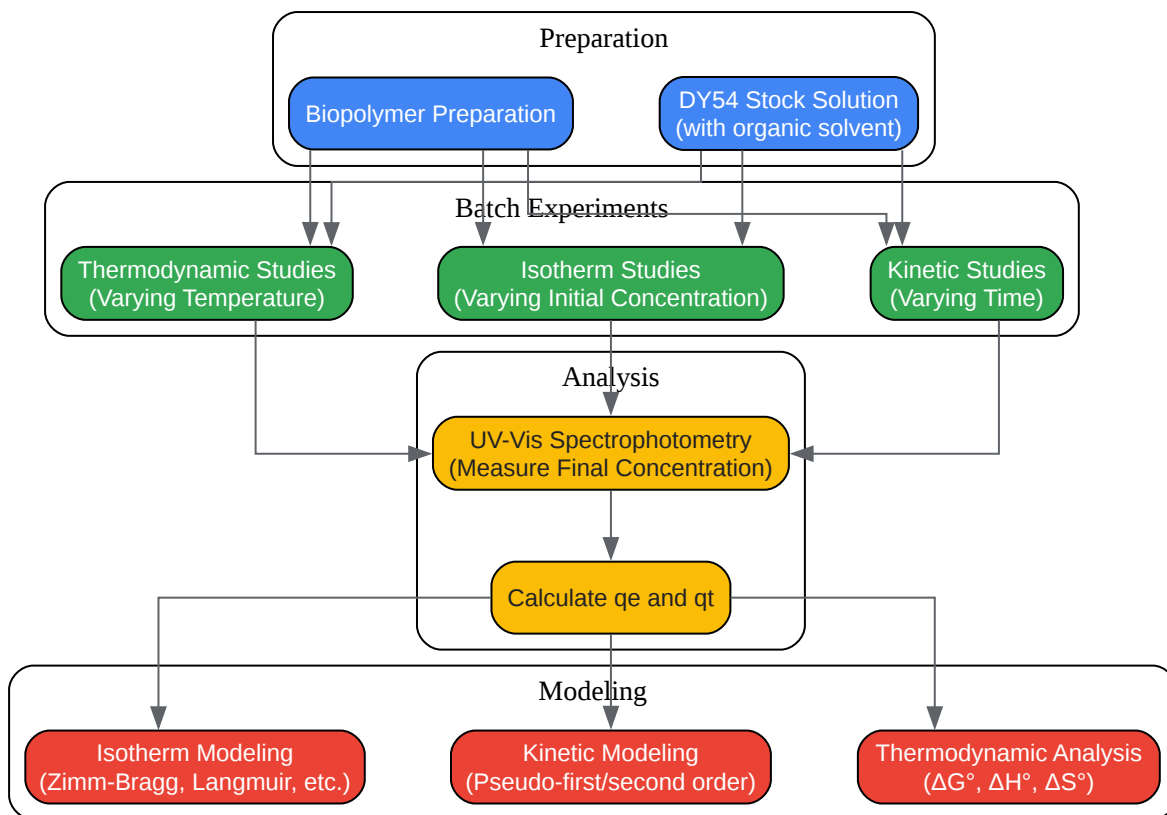 Preparation
Biopolymer Preparation
DY54 Stock Solution
(with organic solvent)
Batch Experiments
Thermodynamic Studies
(Varying Temperature)
Isotherm Studies
(Varying Initial Concentration)
Kinetic Studies
(Varying Time)
Analysis
UV-Vis Spectrophotometry
(Measure Final Concentration)
Calculate qe and qt
Modeling
Isotherm Modeling
(Zimm-Bragg, Langmuir, etc.)
Kinetic Modeling
(Pseudo-first/second order)
Thermodynamic Analysis
(ΔG°, ΔH°, ΔS°)